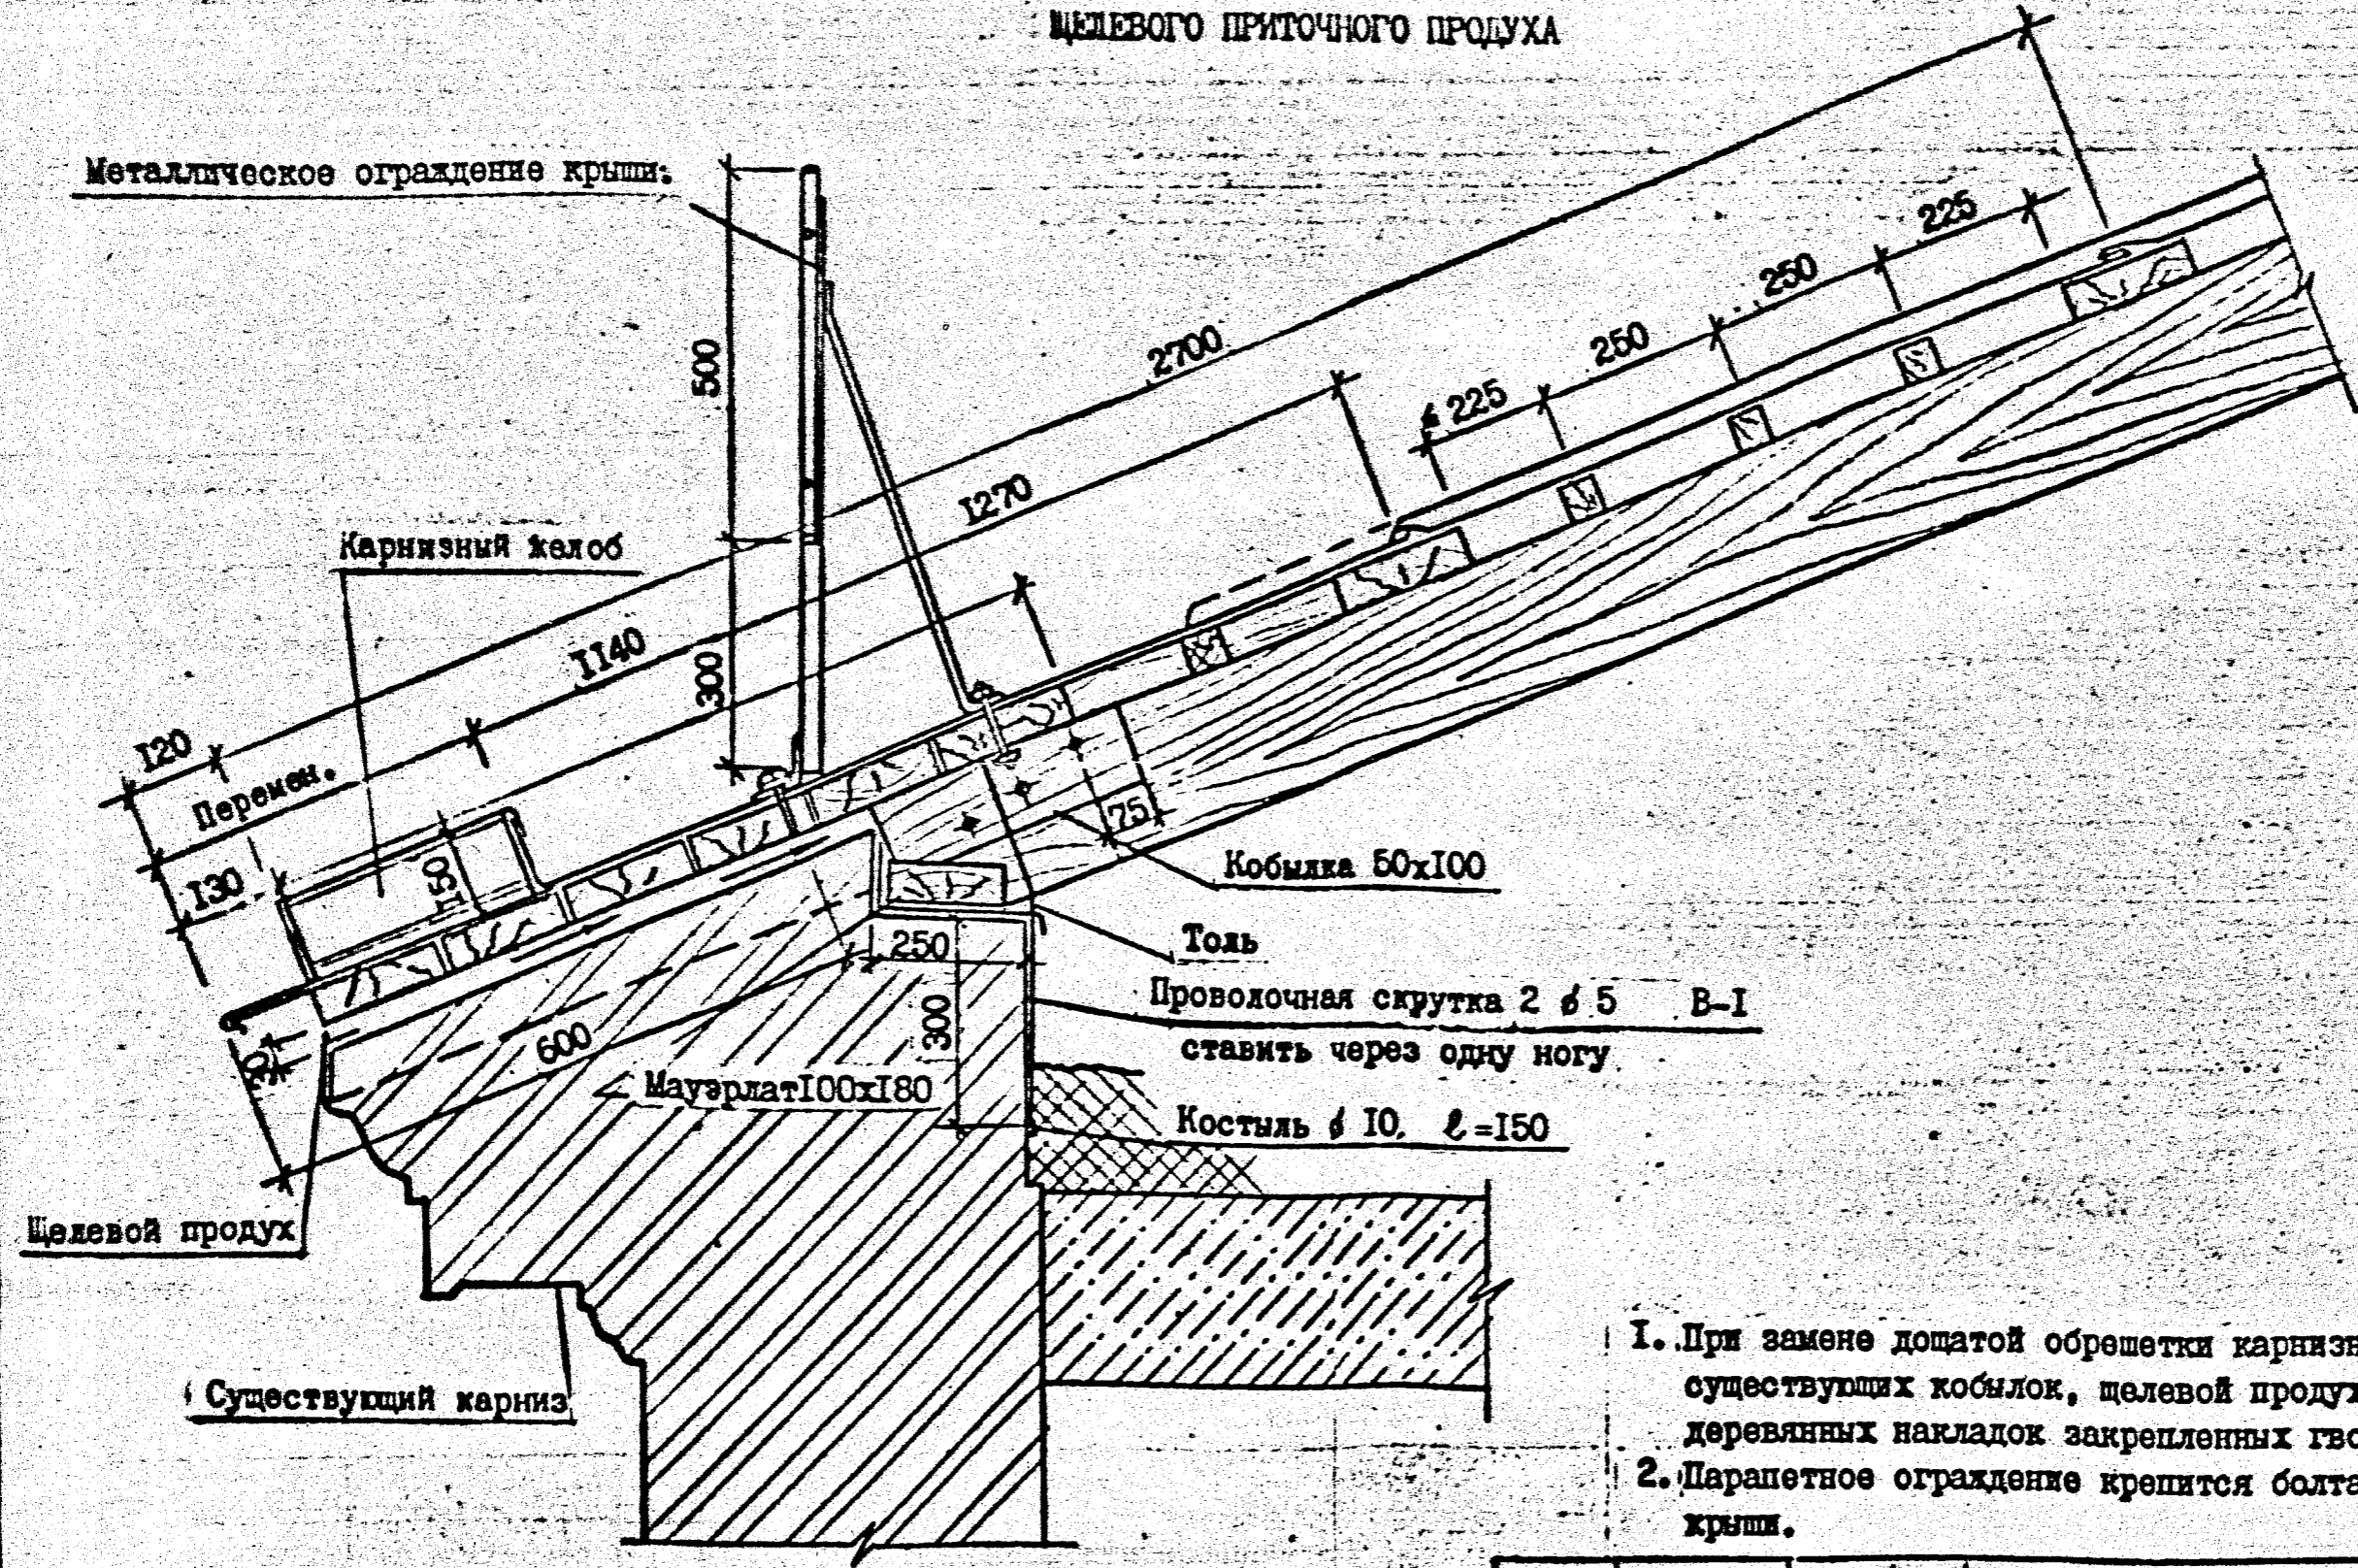 ЩЕЛЕВОГО ПРИТОЧНОГО ПРОДУХА
Металлическое ограждение крыши.
225
250
250
≤ 225
2700
500
1270
Карнизный желоб
1140
300
120
Перемен.
130
150
75
Кобылка 50х100
250
Толь
Проволочная скрутка 2 ϕ 5 В-I
ставить через одну ногу
300
600
Мауэрлат100х180
Костыль ϕ 10. ℓ=150
Щелевой продух
Существующий карниз
1. При замене дощатой обрешетки карнизн
существующих кобылок, щелевой продух
деревянных накладок закрепленных гво
2. Парапетное ограждение крепится болта
крыши.